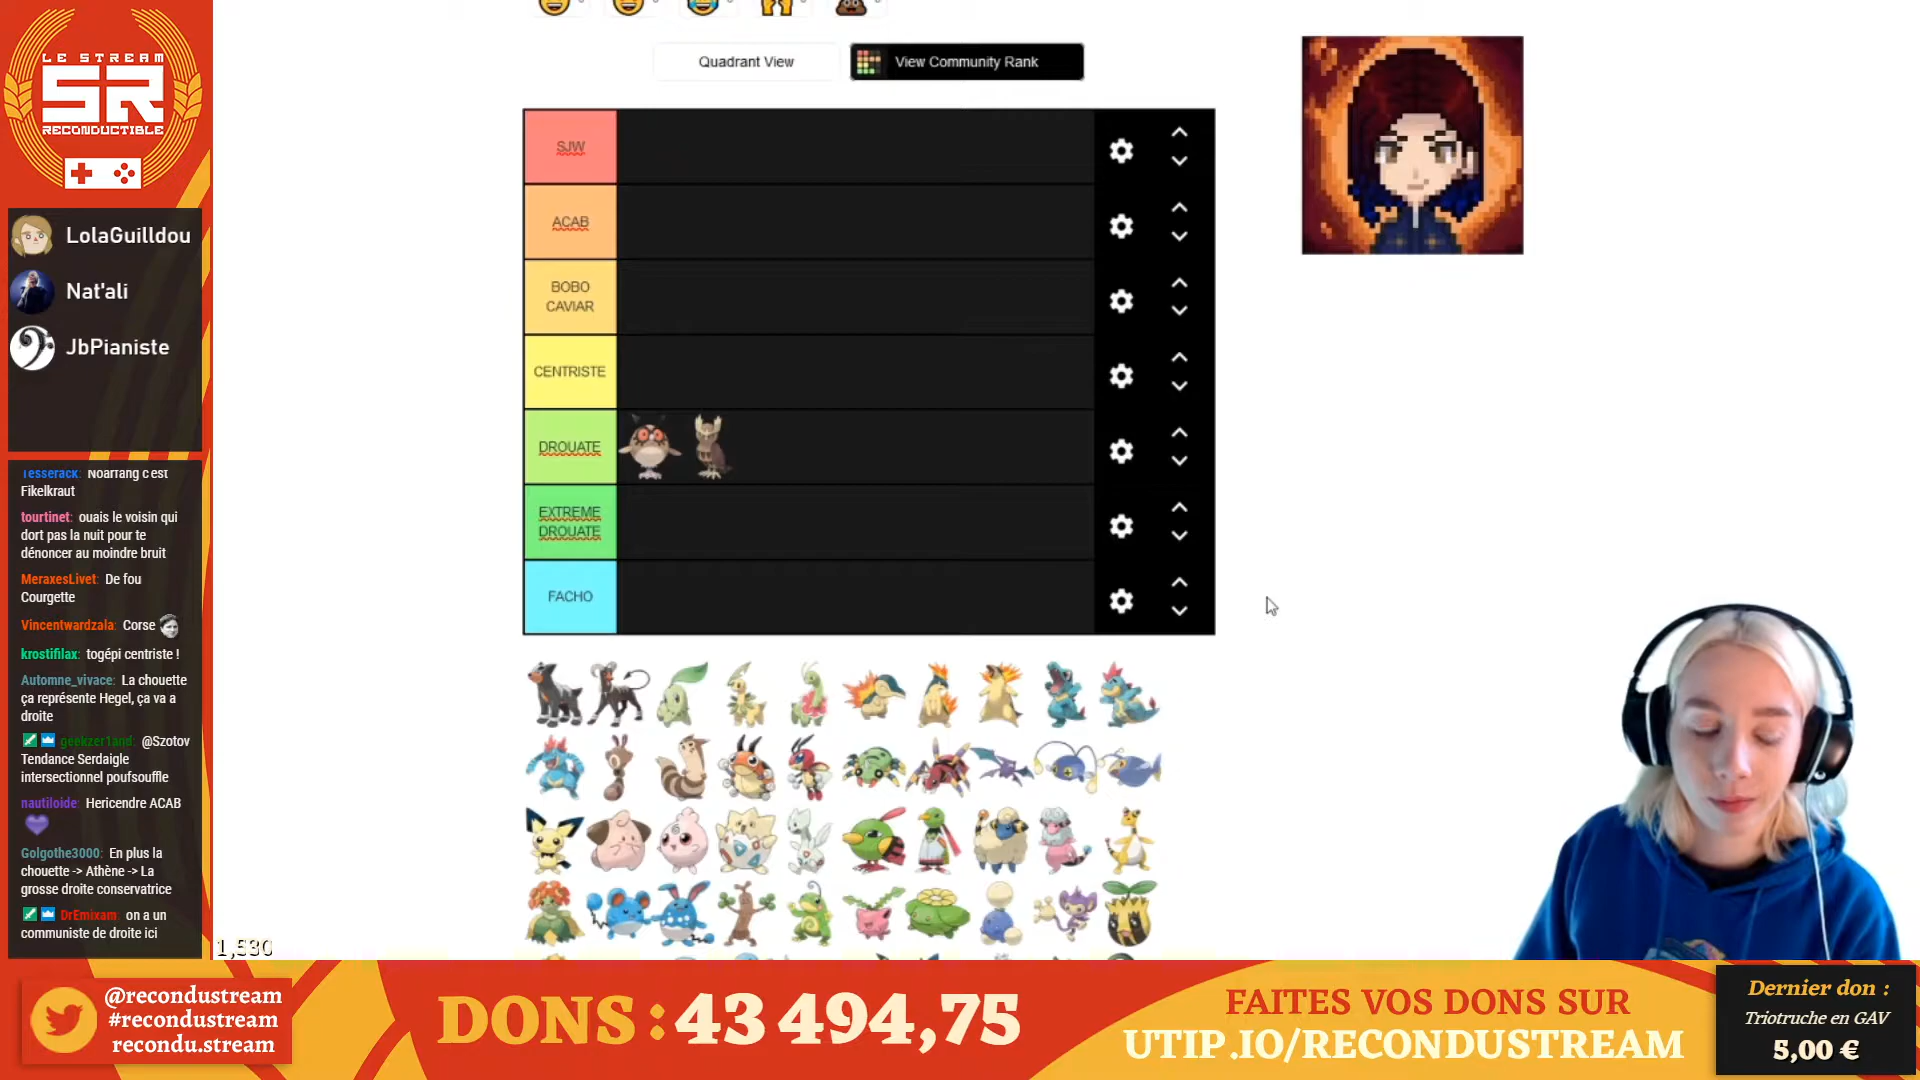 LE STREAM
SR
RECONDUCTIBLE
LolaGuilldou
Nat'ali
JbPianiste
Tesserack: Noarfang c'est
Fikelkraut
tourtinet: ouais le voisin qui
dort pas la nuit pour te
dénoncer au moindre bruit
MeraxesLivet: De fou
Courgette
Vincentwardzala: Corse
krostifilax: togépi centriste !
Automne_vivace: La chouette
ça représente Hegel, ça va a
droite
geekzer1and: @Szotov
Tendance Serdaigle
intersectionnel poufsouffle
nautiloide: Hericendre ACAB
Golgothe3000: En plus la
chouette -> Athène -> La
grosse droite conservatrice
DrEmixam: on a un
communiste de droite ici
1,530
Quadrant View
View Community Rank
SJW
ACAB
BOBO
CAVIAR
CENTRISTE
DROUATE
EXTREME
DROUATE
FACHO
@recondustream
#recondustream
recondu.stream
DONS : 43 494,75
FAITES VOS DONS SUR
UTIP.IO/RECONDUSTREAM
Dernier don :
Triotruche en GAV
5,00 €